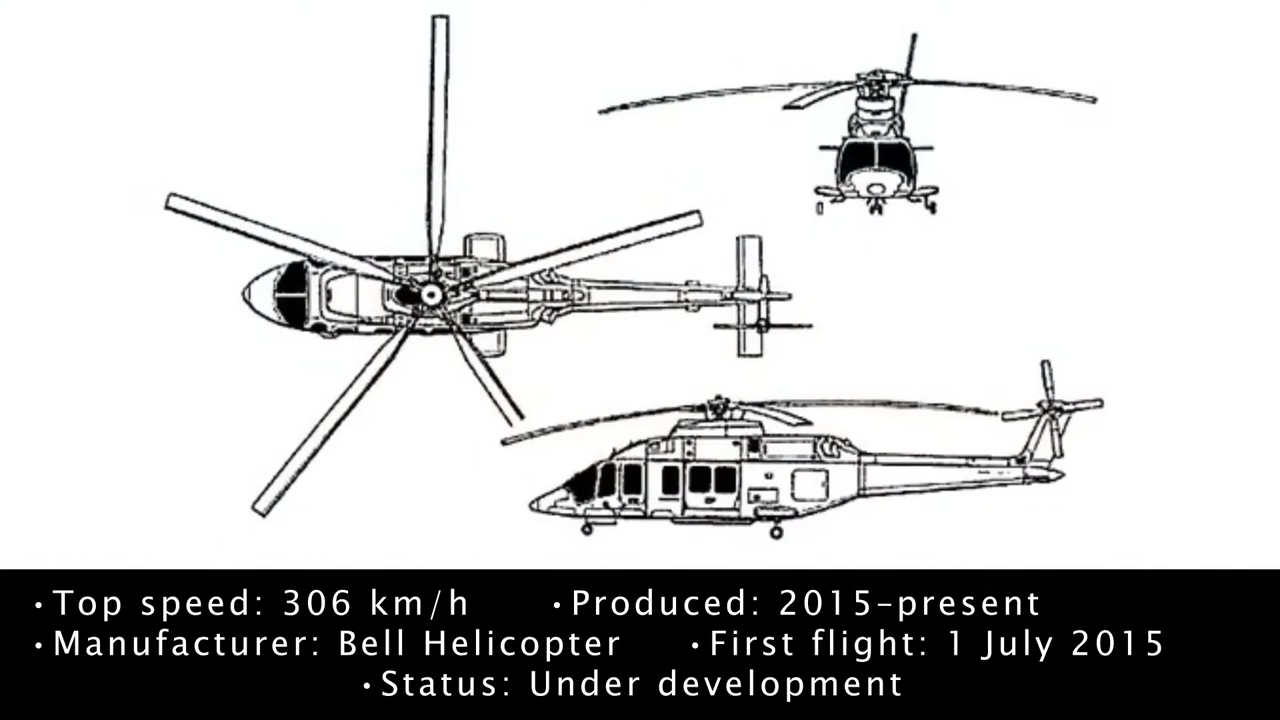 •Top speed: 306 km/h •Produced: 2015–present
•Manufacturer: Bell Helicopter •First flight: 1 July 2015
•Status: Under development